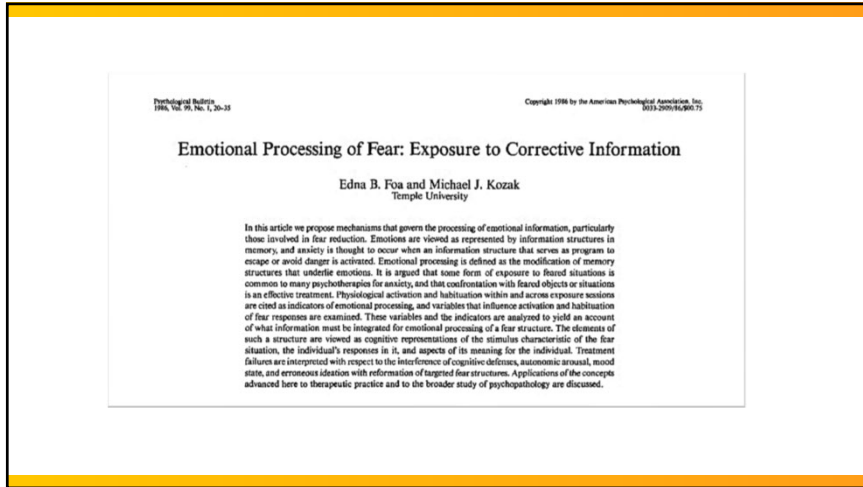 Psychological Bulletin
1986, Vol. 99, No. 1, 20-35
Copyright 1986 by the American Psychological Association, Inc.
0033-2909/86/$00.75
Emotional Processing of Fear: Exposure to Corrective Information
Edna B. Foa and Michael J. Kozak
Temple University
In this article we propose mechanisms that govern the processing of emotional information, particularly
those involved in fear reduction. Emotions are viewed as represented by information structures in
memory, and anxiety is thought to occur when an information structure that serves as program to
escape or avoid danger is activated. Emotional processing is defined as the modification of memory
structures that underlie emotions. It is argued that some form of exposure to feared situations is
common to many psychotherapies for anxiety, and that confrontation with feared objects or situations
is an effective treatment. Physiological activation and habituation within and across exposure sessions
are cited as indicators of emotional processing, and variables that influence activation and habituation
of fear responses are examined. These variables and the indicators are analyzed to yield an account
of what information must be integrated for emotional processing of a fear structure. The elements of
such a structure are viewed as cognitive representations of the stimulus characteristic of the fear
situation, the individual's responses in it, and aspects of its meaning for the individual. Treatment
failures are interpreted with respect to the interference of cognitive defenses, autonomic arousal, mood
state, and erroneous ideation with reformation of targeted fear structures. Applications of the concepts
advanced here to therapeutic practice and to the broader study of psychopathology are discussed.